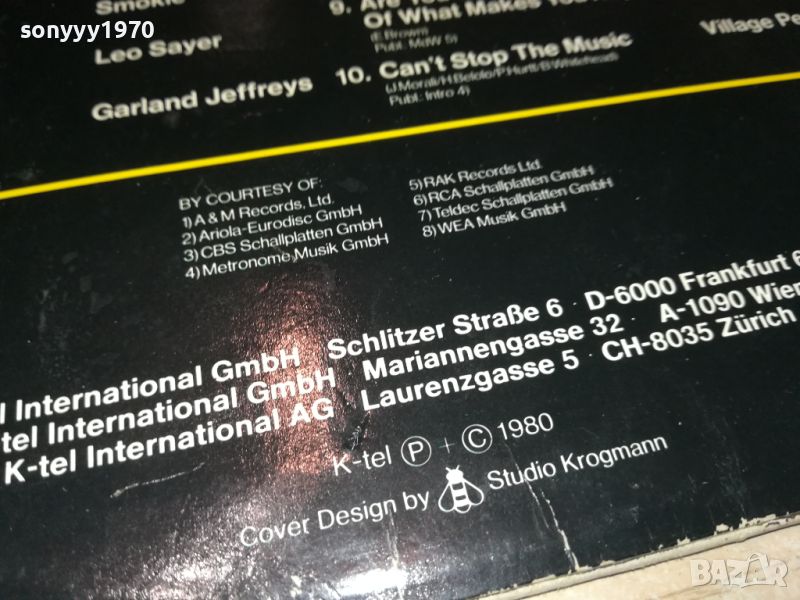 sonyyy1970
Smokie
Leo Sayer
Garland Jeffreys
9. Are You
Of What Makes You
(E. Brown)
Publ. MdW 5)
10. Can't Stop The Music
(J. Morali/H. Belolo/P. Hurtt/B. Whitehead)
Publ. Intro 4)
Village Pe
BY COURTESY OF:
1) A & M Records, Ltd.
2) Ariola-Eurodisc GmbH
3) CBS Schallplatten GmbH
4) Metronome Musik GmbH
5) RAK Records Ltd.
6) RCA Schallplatten GmbH
7) Teldec Schallplatten GmbH
8) WEA Musik GmbH
l International GmbH · Schlitzer Straße 6 · D-6000 Frankfurt 6
tel International GmbH · Mariannengasse 32 · A-1090 Wien
K-tel International AG · Laurenzgasse 5 · CH-8035 Zürich
K-tel Ⓟ + © 1980
Cover Design by Studio Krogmann
BAZAR